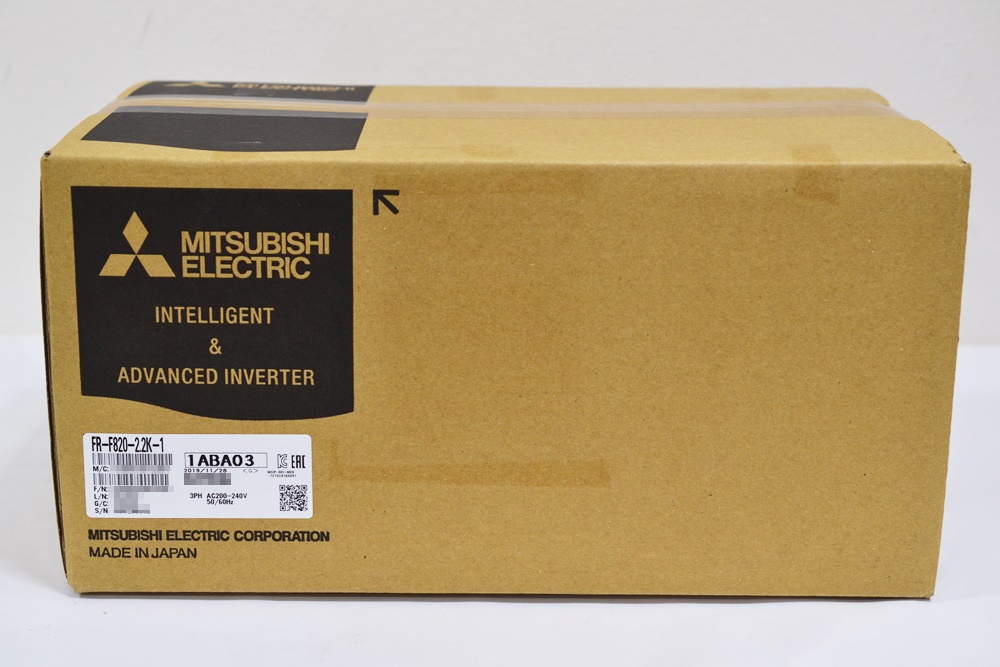 MITSUBISHI
ELECTRIC
INTELLIGENT
&
ADVANCED INVERTER
FR-F820-2.2K-1
M/C:
1ABA03
2019/11/28 <G>
EAC
F/N:
L/N:
G/C:
S/N:
3PH AC200-240V
50/60Hz
MITSUBISHI ELECTRIC CORPORATION
MADE IN JAPAN